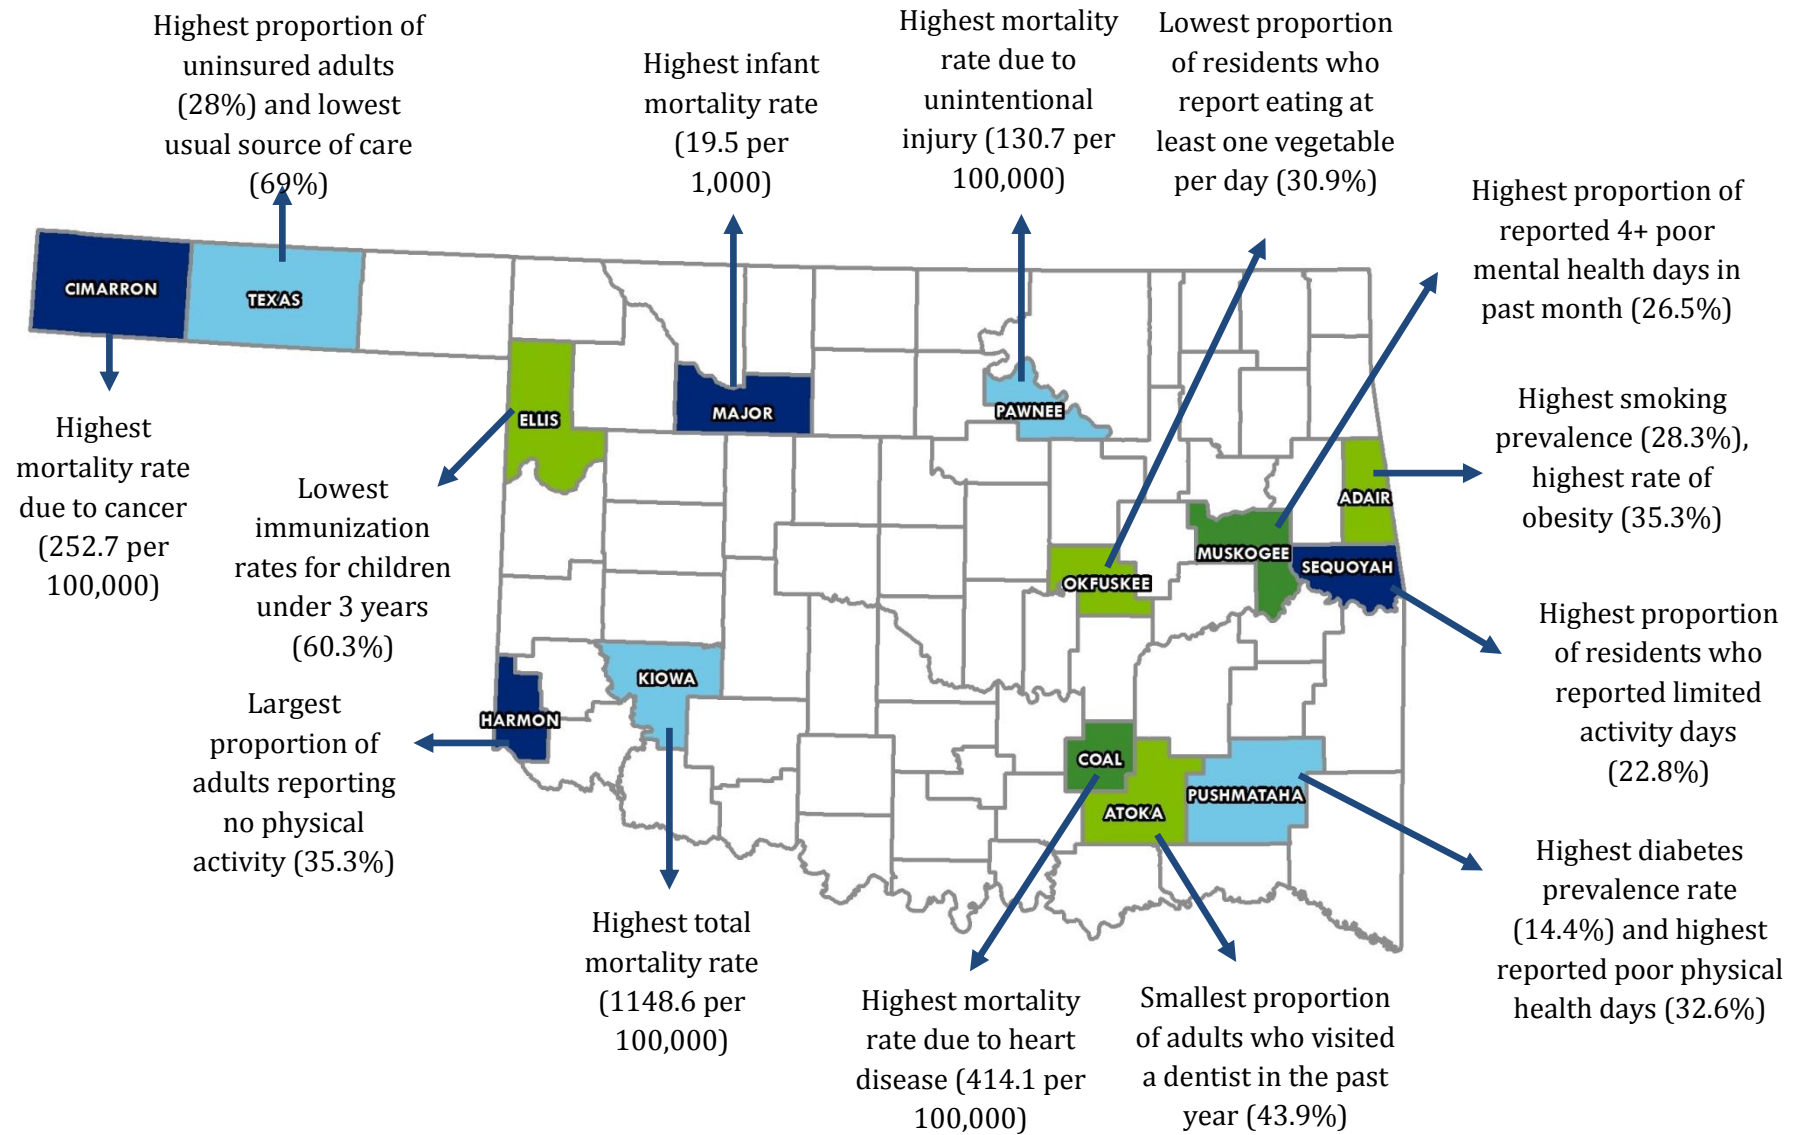 Highest proportion of
uninsured adults
(28%) and lowest
usual source of care
(69%)
Highest infant
mortality rate
(19.5 per
1,000)
Highest mortality
rate due to
unintentional
injury (130.7 per
100,000)
Lowest proportion
of residents who
report eating at
least one vegetable
per day (30.9%)
Highest proportion of
reported 4+ poor
mental health days in
past month (26.5%)
CIMARRON
TEXAS
ELLIS
MAJOR
PAWNEE
Highest smoking
prevalence (28.3%),
highest rate of
obesity (35.3%)
Highest
mortality rate
due to cancer
(252.7 per
100,000)
Lowest
immunization
rates for children
under 3 years
(60.3%)
ADAIR
MUSKOGEE
SEQUOYAH
OKFUSKEE
Highest proportion
of residents who
reported limited
activity days
(22.8%)
KIOWA
HARMON
Largest
proportion of
adults reporting
no physical
activity (35.3%)
COAL
ATOKA
PUSHMATAHA
Highest diabetes
prevalence rate
(14.4%) and highest
reported poor physical
health days (32.6%)
Highest total
mortality rate
(1148.6 per
100,000)
Highest mortality
rate due to heart
disease (414.1 per
100,000)
Smallest proportion
of adults who visited
a dentist in the past
year (43.9%)